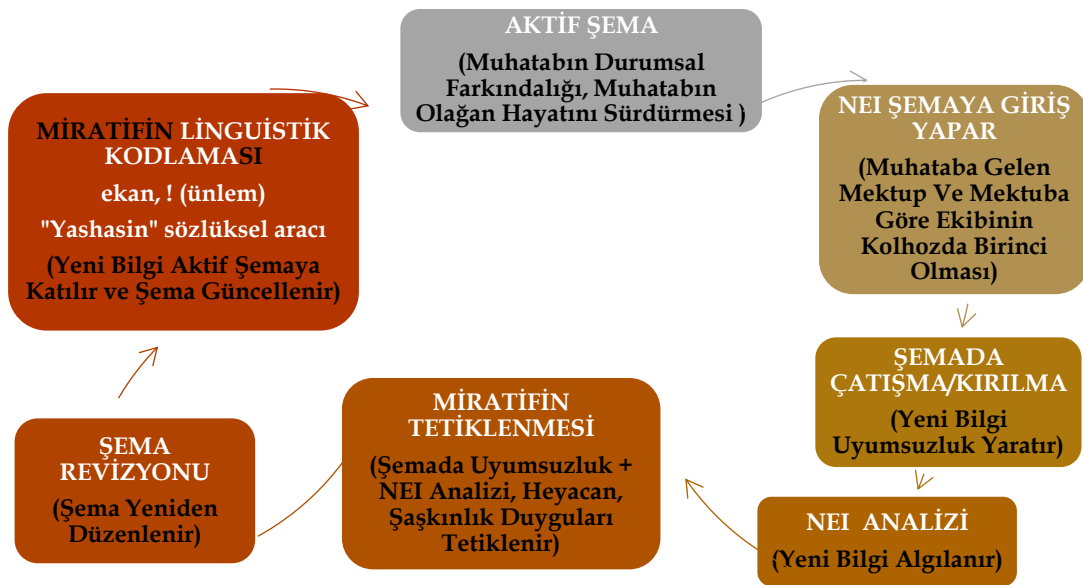 AKTİF ŞEMA
(Muhatabın Durumsal
Farkındalığı, Muhatabın
Olağan Hayatını Sürdürmesi )
NEI ŞEMAYA GİRİŞ
YAPAR
(Muhataba Gelen
Mektup Ve Mektuba
Göre Ekibinin
Kolhozda Birinci
Olması)
ŞEMADA
ÇATIŞMA/KIRILMA
(Yeni Bilgi
Uyumsuzluk Yaratır)
NEI ANALİZİ
(Yeni Bilgi Algılanır)
MİRATİFİN
TETİKLENMESİ
(Şemada Uyumsuzluk +
NEI Analizi, Heyacan,
Şaşkınlık Duyguları
Tetiklenir)
ŞEMA
REVİZYONU
(Şema Yeniden
Düzenlenir)
MİRATİFİN LİNGUİSTİK
KODLAMASI
ekan, ! (ünlem)
"Yashasin" sözlüksel aracı
(Yeni Bilgi Aktif Şemaya
Katılır ve Şema Güncellenir)